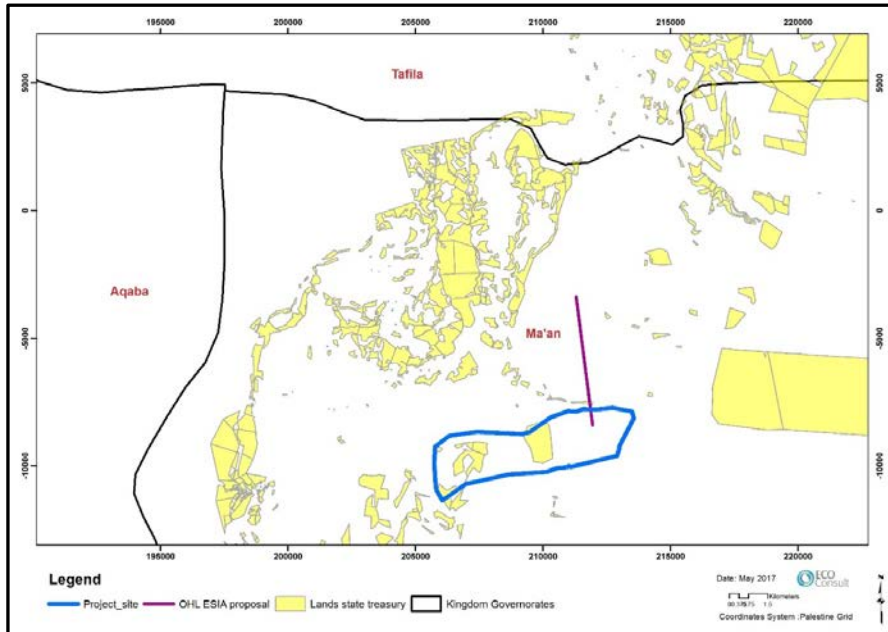 195000 200000 205000 210000 215000 220000
Tafila
5000 5000
0 0
Aqaba
Ma'an
-5000 -5000
-10000 -10000
195000 200000 205000 210000 215000 220000
Legend
Project_site OHL ESIA proposal Lands state treasury Kingdom Governorates
Date: May 2017
ECO
Consult
Kilometers
Coordinates System :Palestine Grid